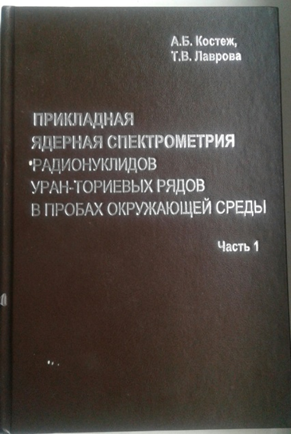 А.Б. Костеж,
Т.В. Лаврова
ПРИКЛАДНАЯ
ЯДЕРНАЯ СПЕКТРОМЕТРИЯ
РАДИОНУКЛИДОВ
УРАН-ТОРИЕВЫХ РЯДОВ
В ПРОБАХ ОКРУЖАЮЩЕЙ СРЕДЫ
Часть 1